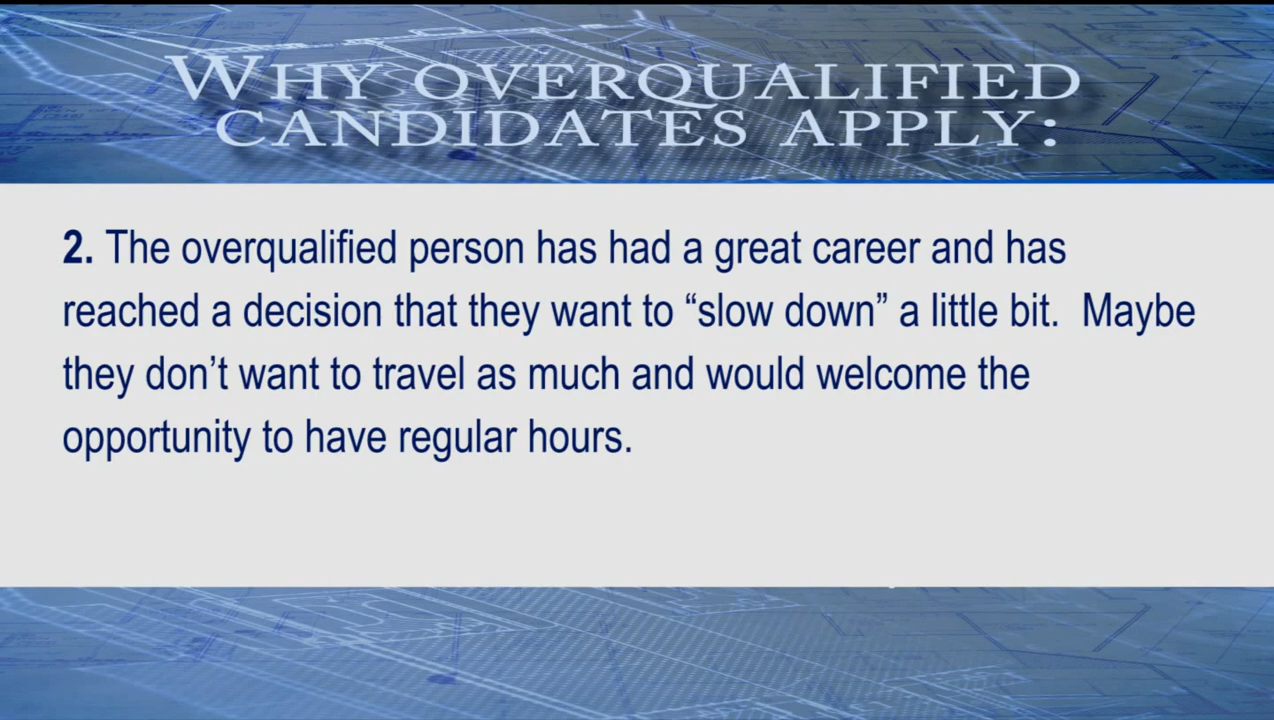 WHY OVERQUALIFIED
CANDIDATES APPLY:
2. The overqualified person has had a great career and has
reached a decision that they want to “slow down” a little bit.  Maybe
they don’t want to travel as much and would welcome the
opportunity to have regular hours.